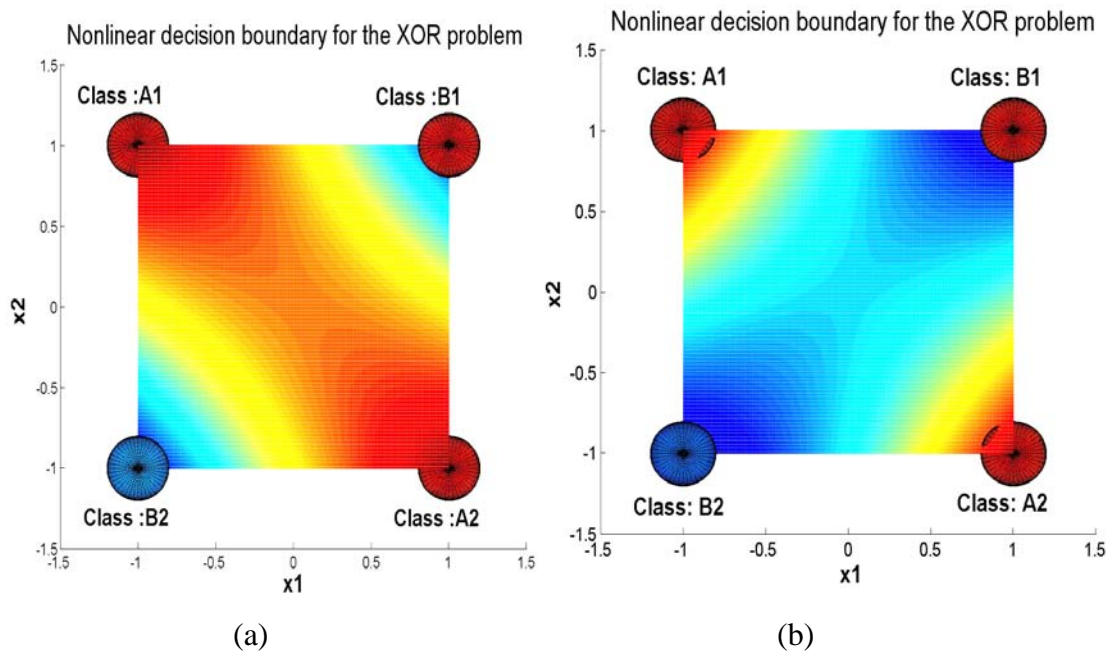 Nonlinear decision boundary for the XOR problem
1.5
Class :A1
Class :B1
1
0.5
x2
0
-0.5
-1
Class :B2
Class :A2
-1.5
-1.5
-1
-0.5
0
0.5
1
1.5
x1
(a)
Nonlinear decision boundary for the XOR problem
1.5
Class: A1
Class: B1
1
0.5
x2
0
-0.5
-1
Class: B2
Class: A2
-1.5
-1.5
-1
-0.5
0
0.5
1
1.5
x1
(b)